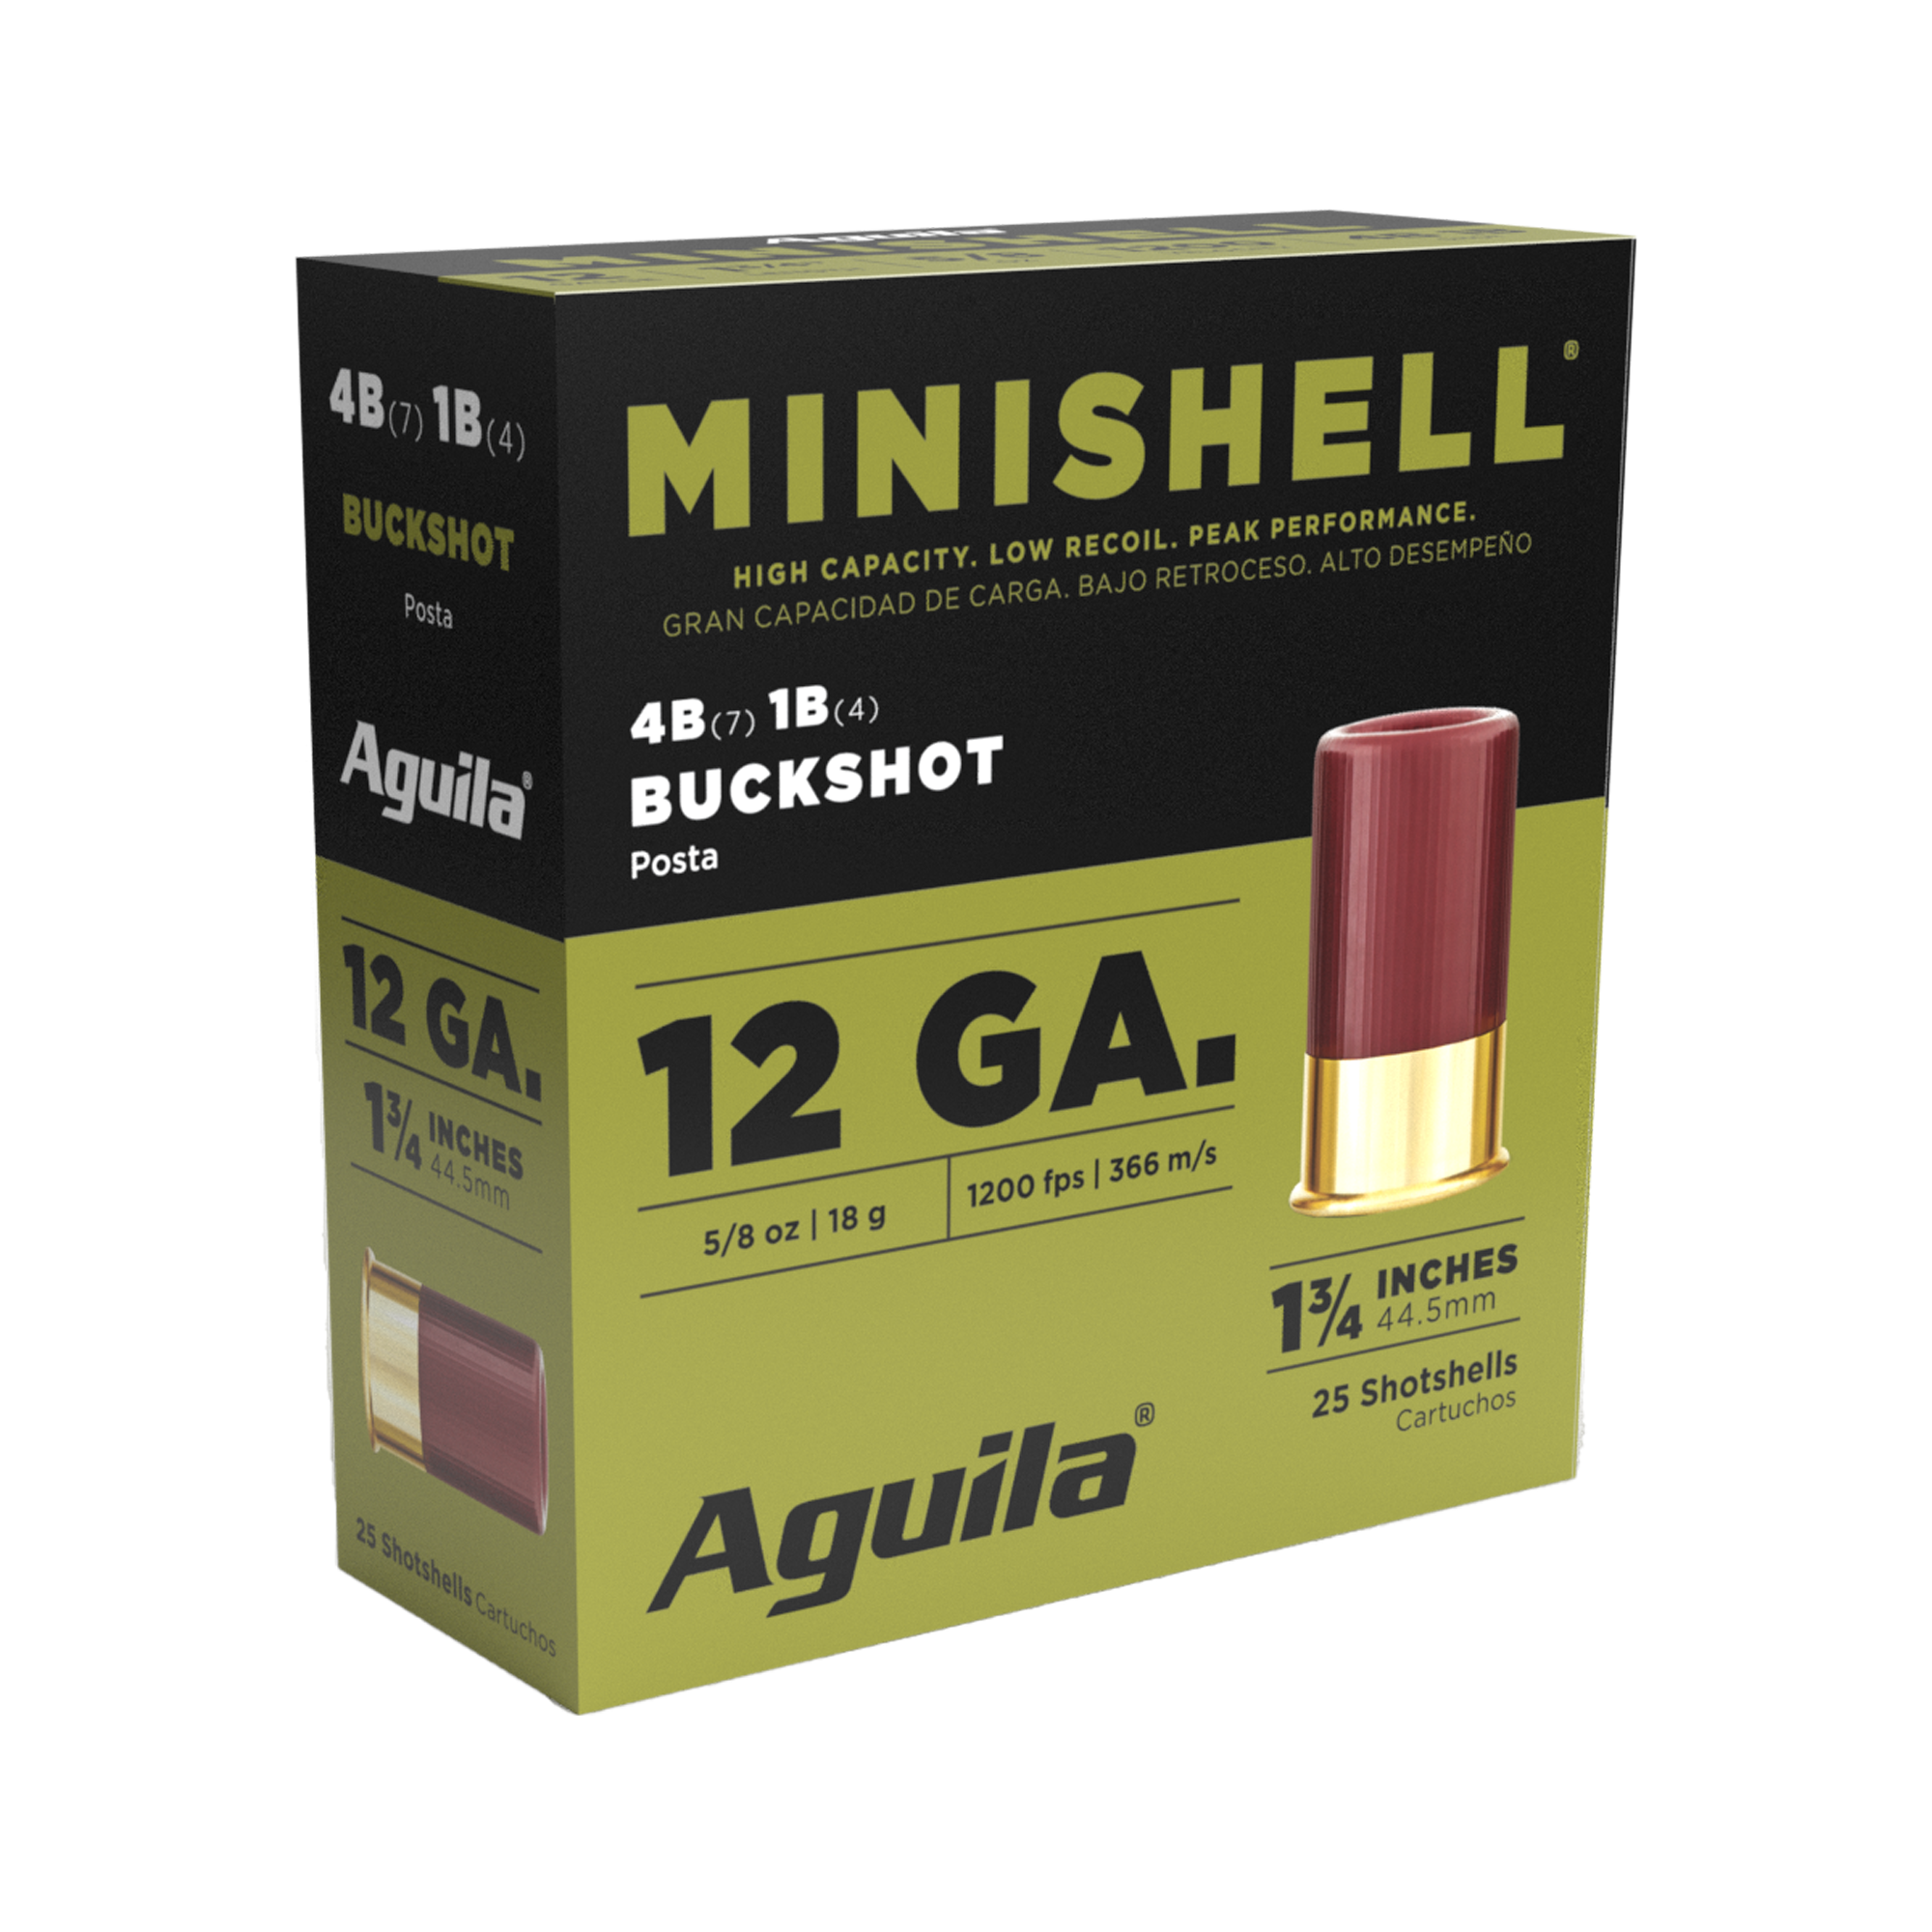 Aguila
MINISHELL
4B(7) 1B(4)
BUCKSHOT
Posta
Aguila®
12 GA.
1¾ INCHES
44.5mm
25 Shotshells Cartuchos
MINISHELL®
HIGH CAPACITY. LOW RECOIL. PEAK PERFORMANCE.
GRAN CAPACIDAD DE CARGA. BAJO RETROCESO. ALTO DESEMPEÑO
4B(7) 1B(4)
BUCKSHOT
Posta
12 GA.
5/8 oz | 18 g
1200 fps | 366 m/s
1¾ INCHES
44.5mm
25 Shotshells
Cartuchos
Aguila®